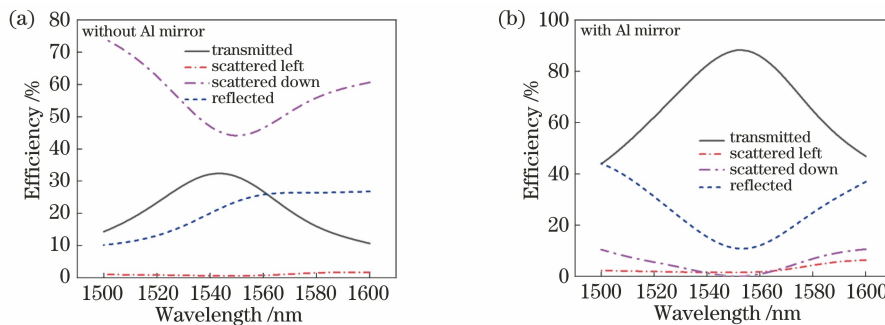 (a)
80
70
60
50
40
30
20
10
0
Efficiency /%
without Al mirror
transmitted
scattered left
scattered down
reflected
1500 1520 1540 1560 1580 1600
Wavelength /nm
(b)
100
80
60
40
20
0
Efficiency /%
with Al mirror
transmitted
scattered left
scattered down
reflected
1500 1520 1540 1560 1580 1600
Wavelength /nm